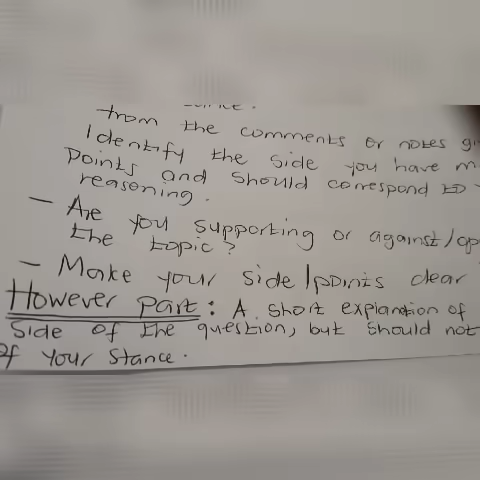 from the comments or notes
Identify the side you have
points and should correspond to
reasoning.
- Are you supporting or against/
the topic?
- Make your side/points clear
However part: A short explantion of
Side of the question, but should not
of your stance.